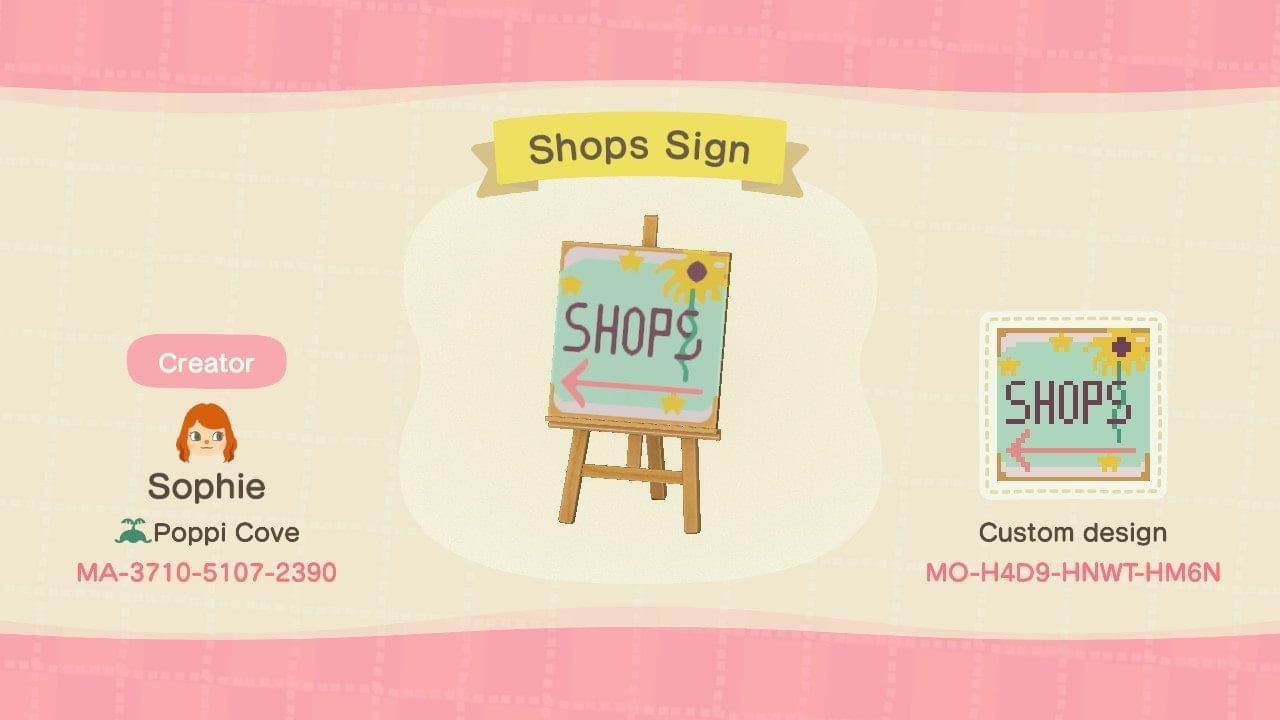 Shops Sign
SHOPS
Creator
Sophie
Poppi Cove
MA-3710-5107-2390
SHOPS
Custom design
MO-H4D9-HNWT-HM6N